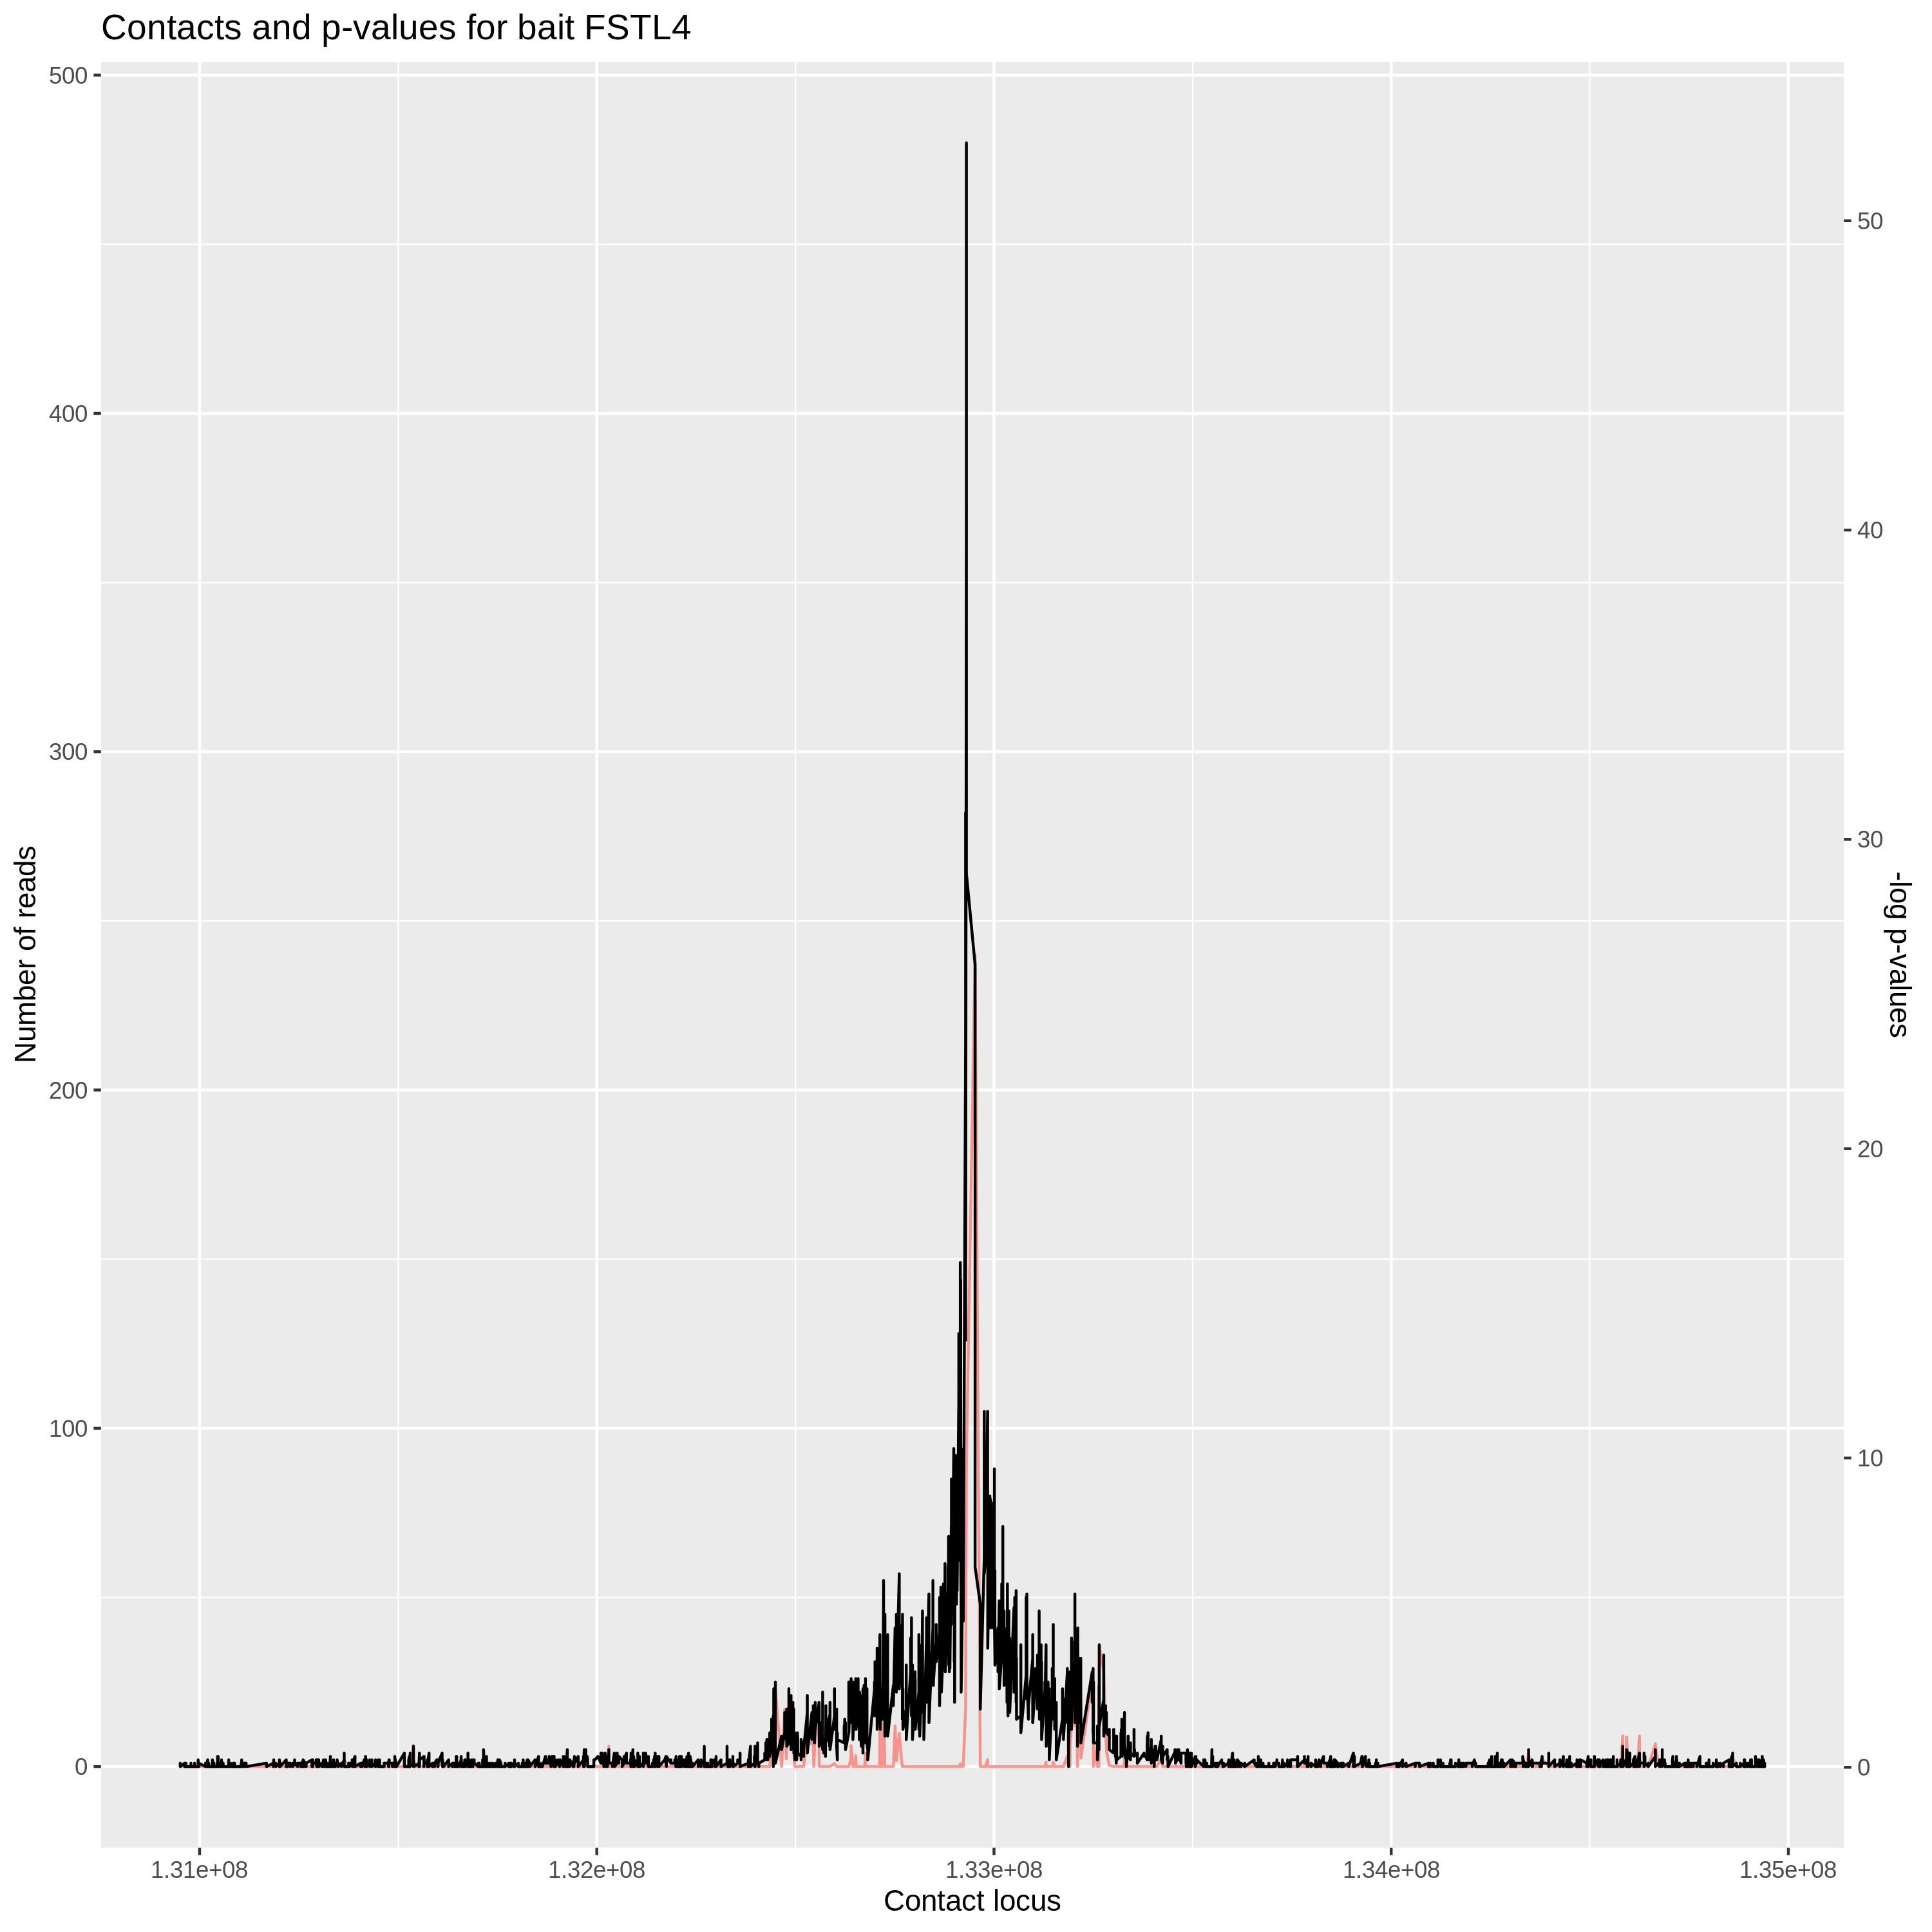 Contacts and p-values for bait FSTL4
500
400
300
200
100
0
Number of reads
50
40
30
20
10
0
-log p-values
1.31e+08
1.32e+08
1.33e+08
1.34e+08
1.35e+08
Contact locus